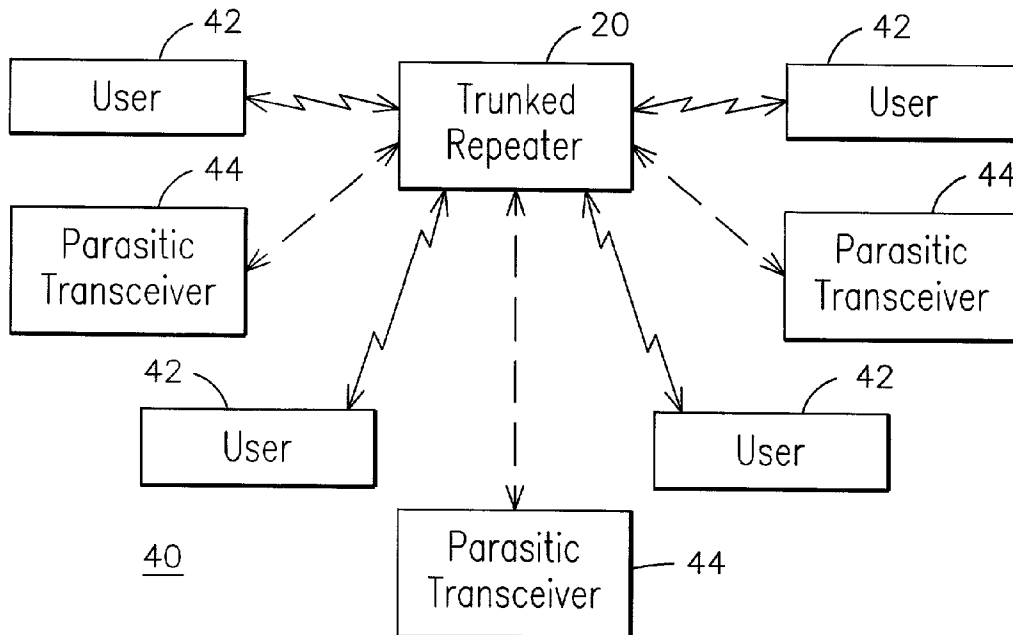 42
20
42
User
Trunked
Repeater
User
44
44
Parasitic
Transceiver
Parasitic
Transceiver
42
42
User
User
40
Parasitic
Transceiver
44